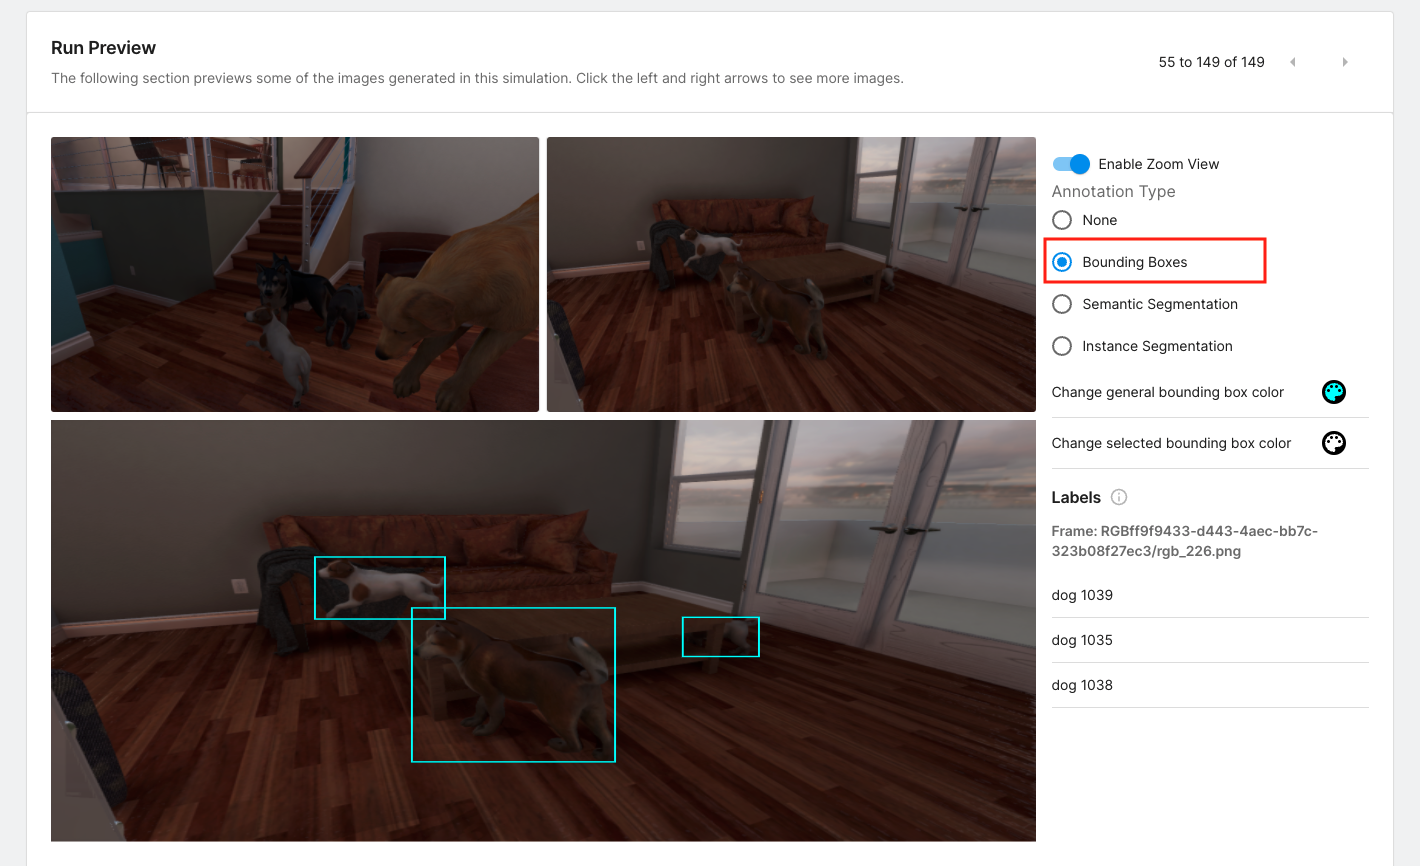 Run Preview
The following section previews some of the images generated in this simulation. Click the left and right arrows to see more images.
55 to 149 of 149
Enable Zoom View
Annotation Type
None
Bounding Boxes
Semantic Segmentation
Instance Segmentation
Change general bounding box color
Change selected bounding box color
Labels
Frame: RGBff9f9433-d443-4aec-bb7c-
323b08f27ec3/rgb_226.png
dog 1039
dog 1035
dog 1038